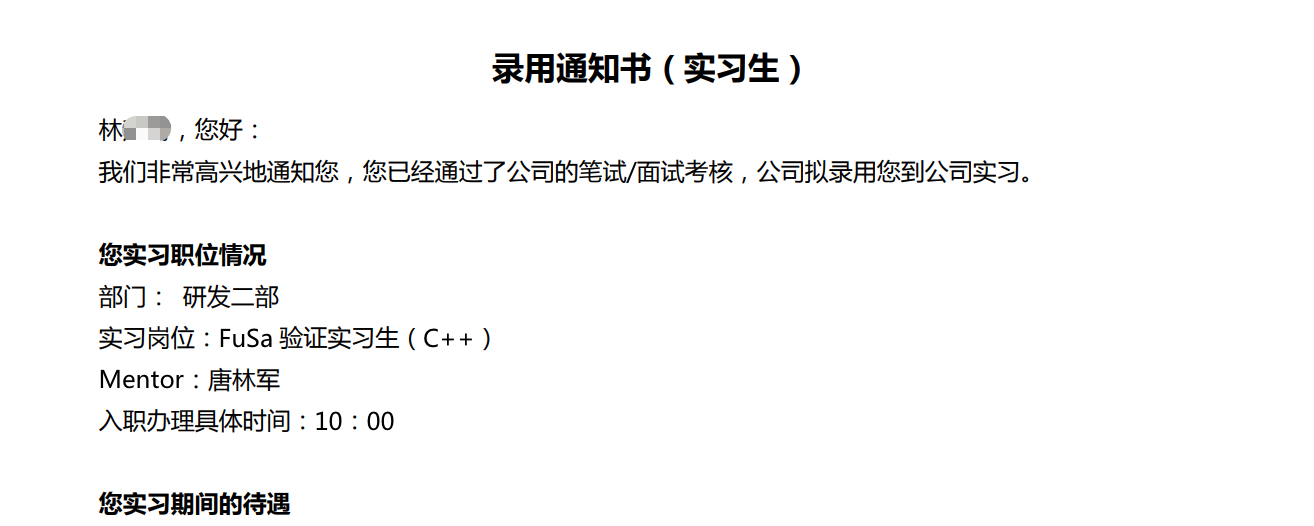 录用通知书（实习生）
林，您好：
我们非常高兴地通知您，您已经通过了公司的笔试/面试考核，公司拟录用您到公司实习。
您实习职位情况
部门： 研发二部
实习岗位：FuSa 验证实习生（C++）
Mentor：唐林军
入职办理具体时间：10：00
您实习期间的待遇